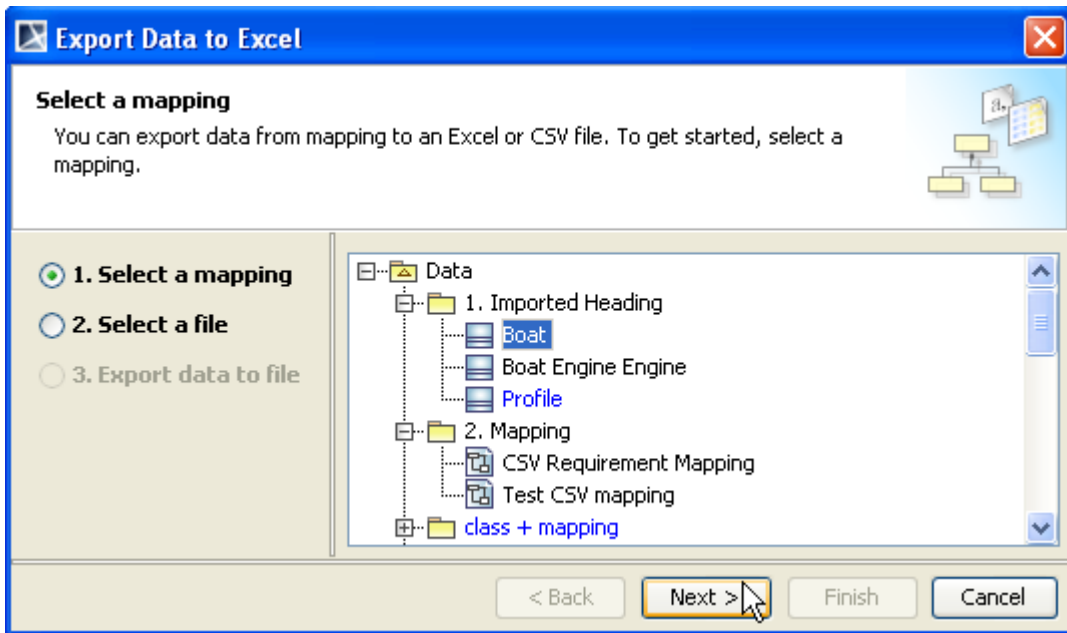 Export Data to Excel
Select a mapping
You can export data from mapping to an Excel or CSV file. To get started, select a
mapping.
a,
1. Select a mapping
2. Select a file
3. Export data to file
Data
1. Imported Heading
Boat
Boat Engine Engine
Profile
2. Mapping
CSV Requirement Mapping
Test CSV mapping
class + mapping
< Back
Next >
Finish
Cancel